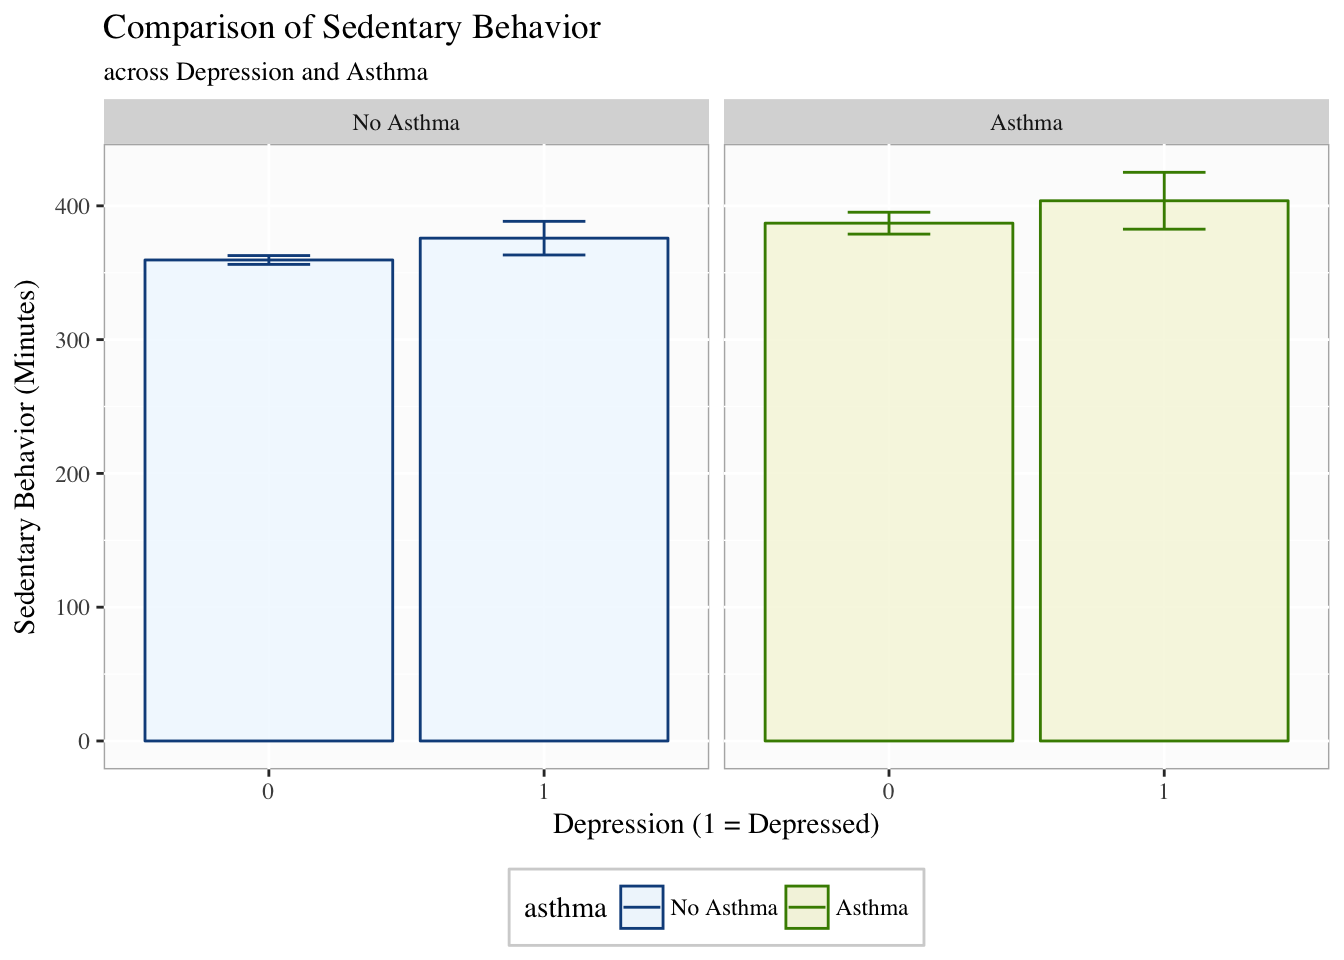 Comparison of Sedentary Behavior
across Depression and Asthma
No Asthma
Asthma
Sedentary Behavior (Minutes)
400
300
200
100
0
0
1
0
1
Depression (1 = Depressed)
asthma
No Asthma
Asthma